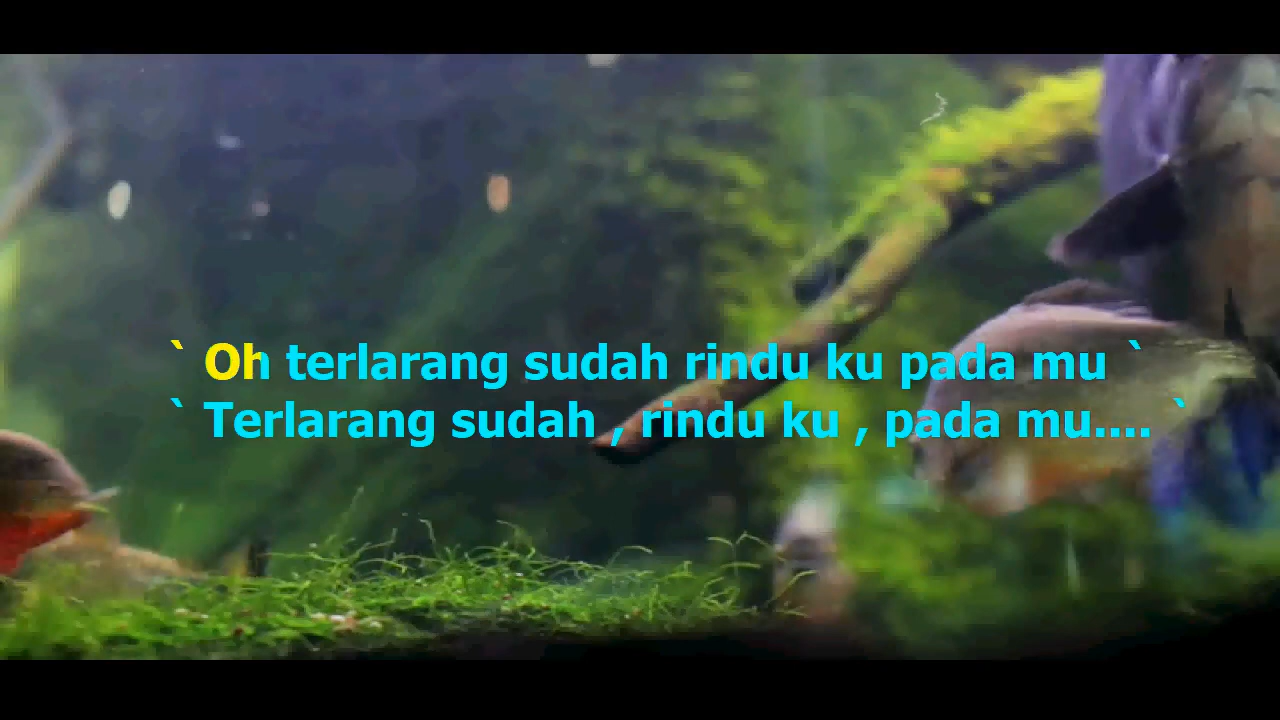 ` Oh terlarang sudah rindu ku pada mu `
` Terlarang sudah , rindu ku , pada mu.... `